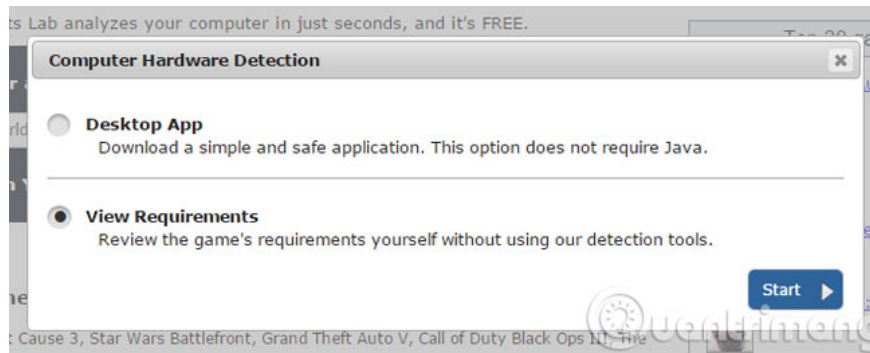 ts Lab analyzes your computer in just seconds, and it's FREE.
Computer Hardware Detection
Desktop App
Download a simple and safe application. This option does not require Java.
View Requirements
Review the game's requirements yourself without using our detection tools.
Start
Cause 3, Star Wars Battlefront, Grand Theft Auto V, Call of Duty Black Ops III, The
Quantrimang